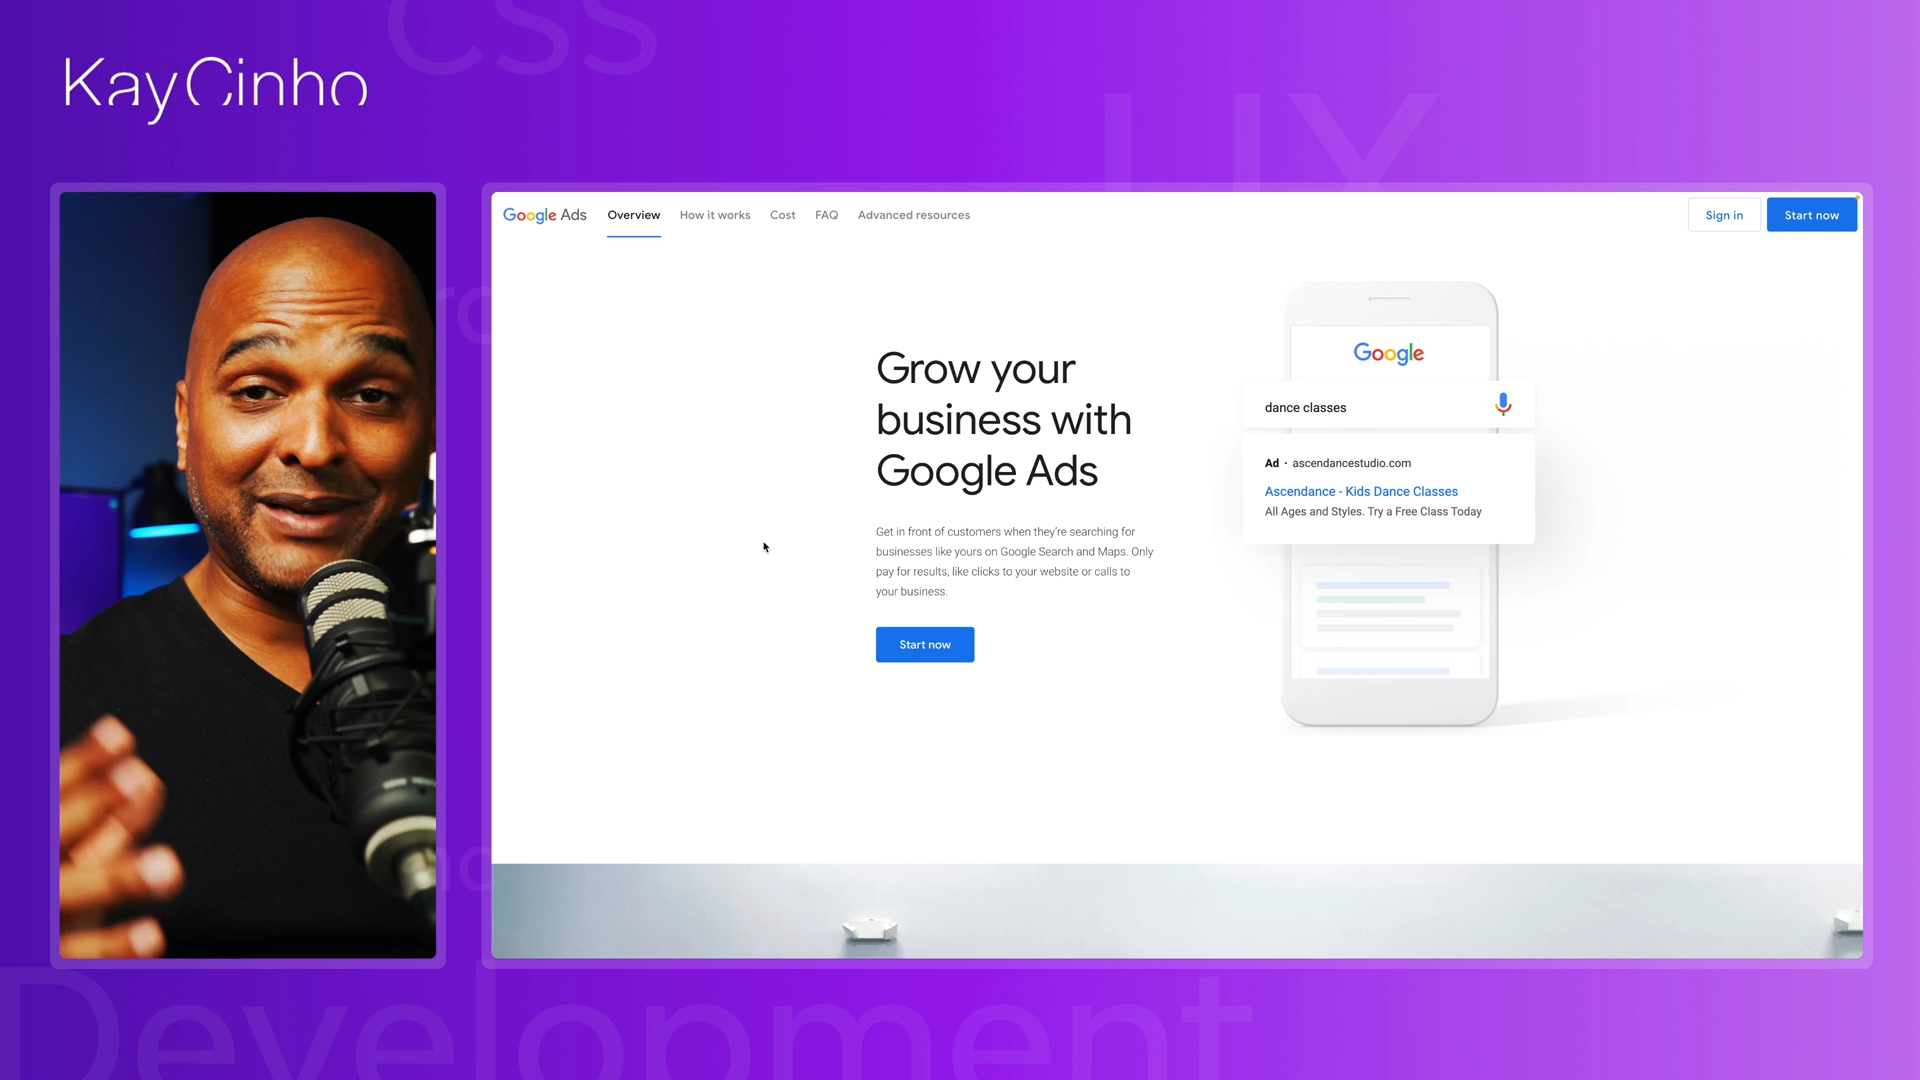 CSS
KayCinho
UX
Google Ads
Overview
How it works
Cost
FAQ
Advanced resources
Sign in
Start now
Google
Grow your
business with
Google Ads
dance classes
Ad · ascendancestudio.com
Ascendance - Kids Dance Classes
All Ages and Styles. Try a Free Class Today
Get in front of customers when they're searching for
businesses like yours on Google Search and Maps. Only
pay for results, like clicks to your website or calls to
your business.
Start now
Development